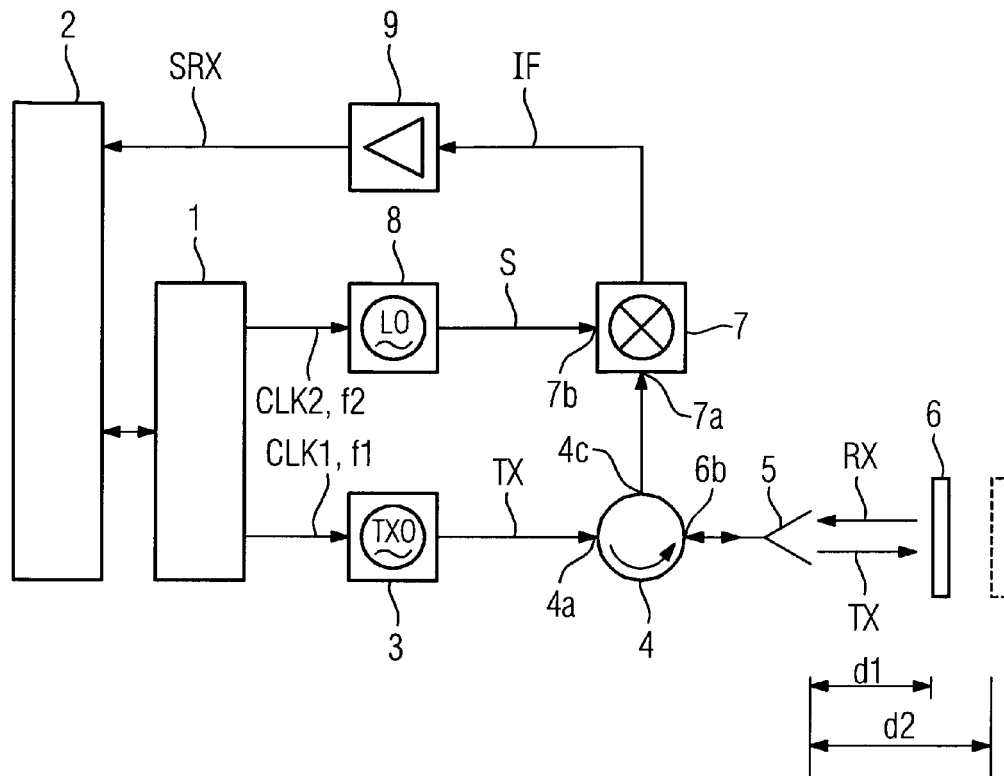 2
9
SRX
IF
1
8
S
LO
7
7b
7a
CLK2, f2
CLK1, f1
TX
4c
6b
5
RX
6
TXO
4a
3
4
TX
d1
d2